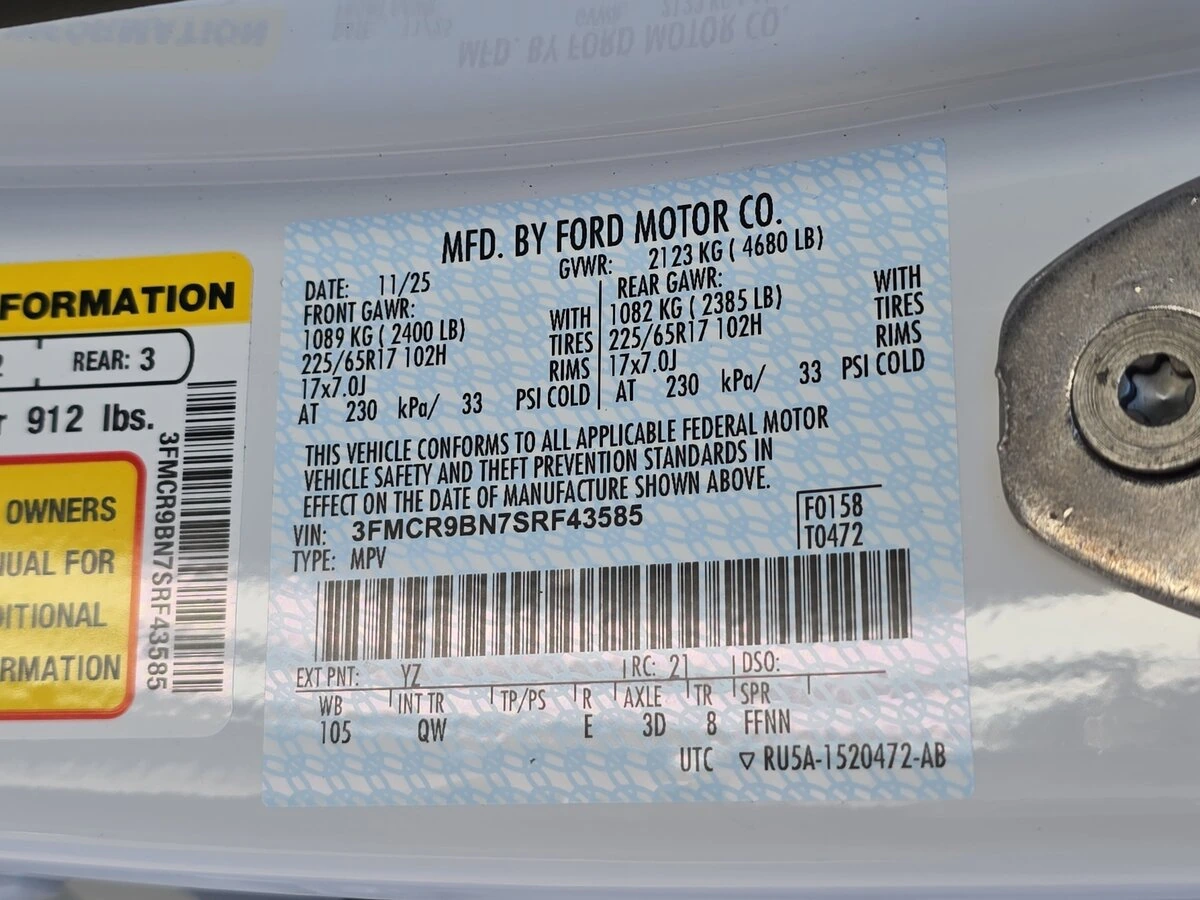 MFD. BY FORD MOTOR CO.
FORMATION
REAR: 3
912 lbs.
OWNERS
FOR
3FMCR9BN7SRF43585
MFD. BY FORD MOTOR CO.
DATE: 11/25 GVWR: 2123 KG ( 4680 LB)
FRONT GAWR: REAR GAWR:
1089 KG ( 2400 LB) WITH 1082 KG ( 2385 LB) WITH
225/65R17 102H TIRES 225/65R17 102H TIRES
17x7.0J RIMS 17x7.0J RIMS
AT 230 kPa/ 33 PSI COLD AT 230 kPa/ 33 PSI COLD
THIS VEHICLE CONFORMS TO ALL APPLICABLE FEDERAL MOTOR
VEHICLE SAFETY AND THEFT PREVENTION STANDARDS IN
EFFECT ON THE DATE OF MANUFACTURE SHOWN ABOVE.
VIN: 3FMCR9BN7SRF43585 F0158
TYPE: MPV T0472
EXT PNT: YZ RC: 21 DSO:
WB INT TR TP/PS R AXLE TR SPR
105 QW E 3D 8 FFNN
UTC ▽ RU5A-1520472-AB